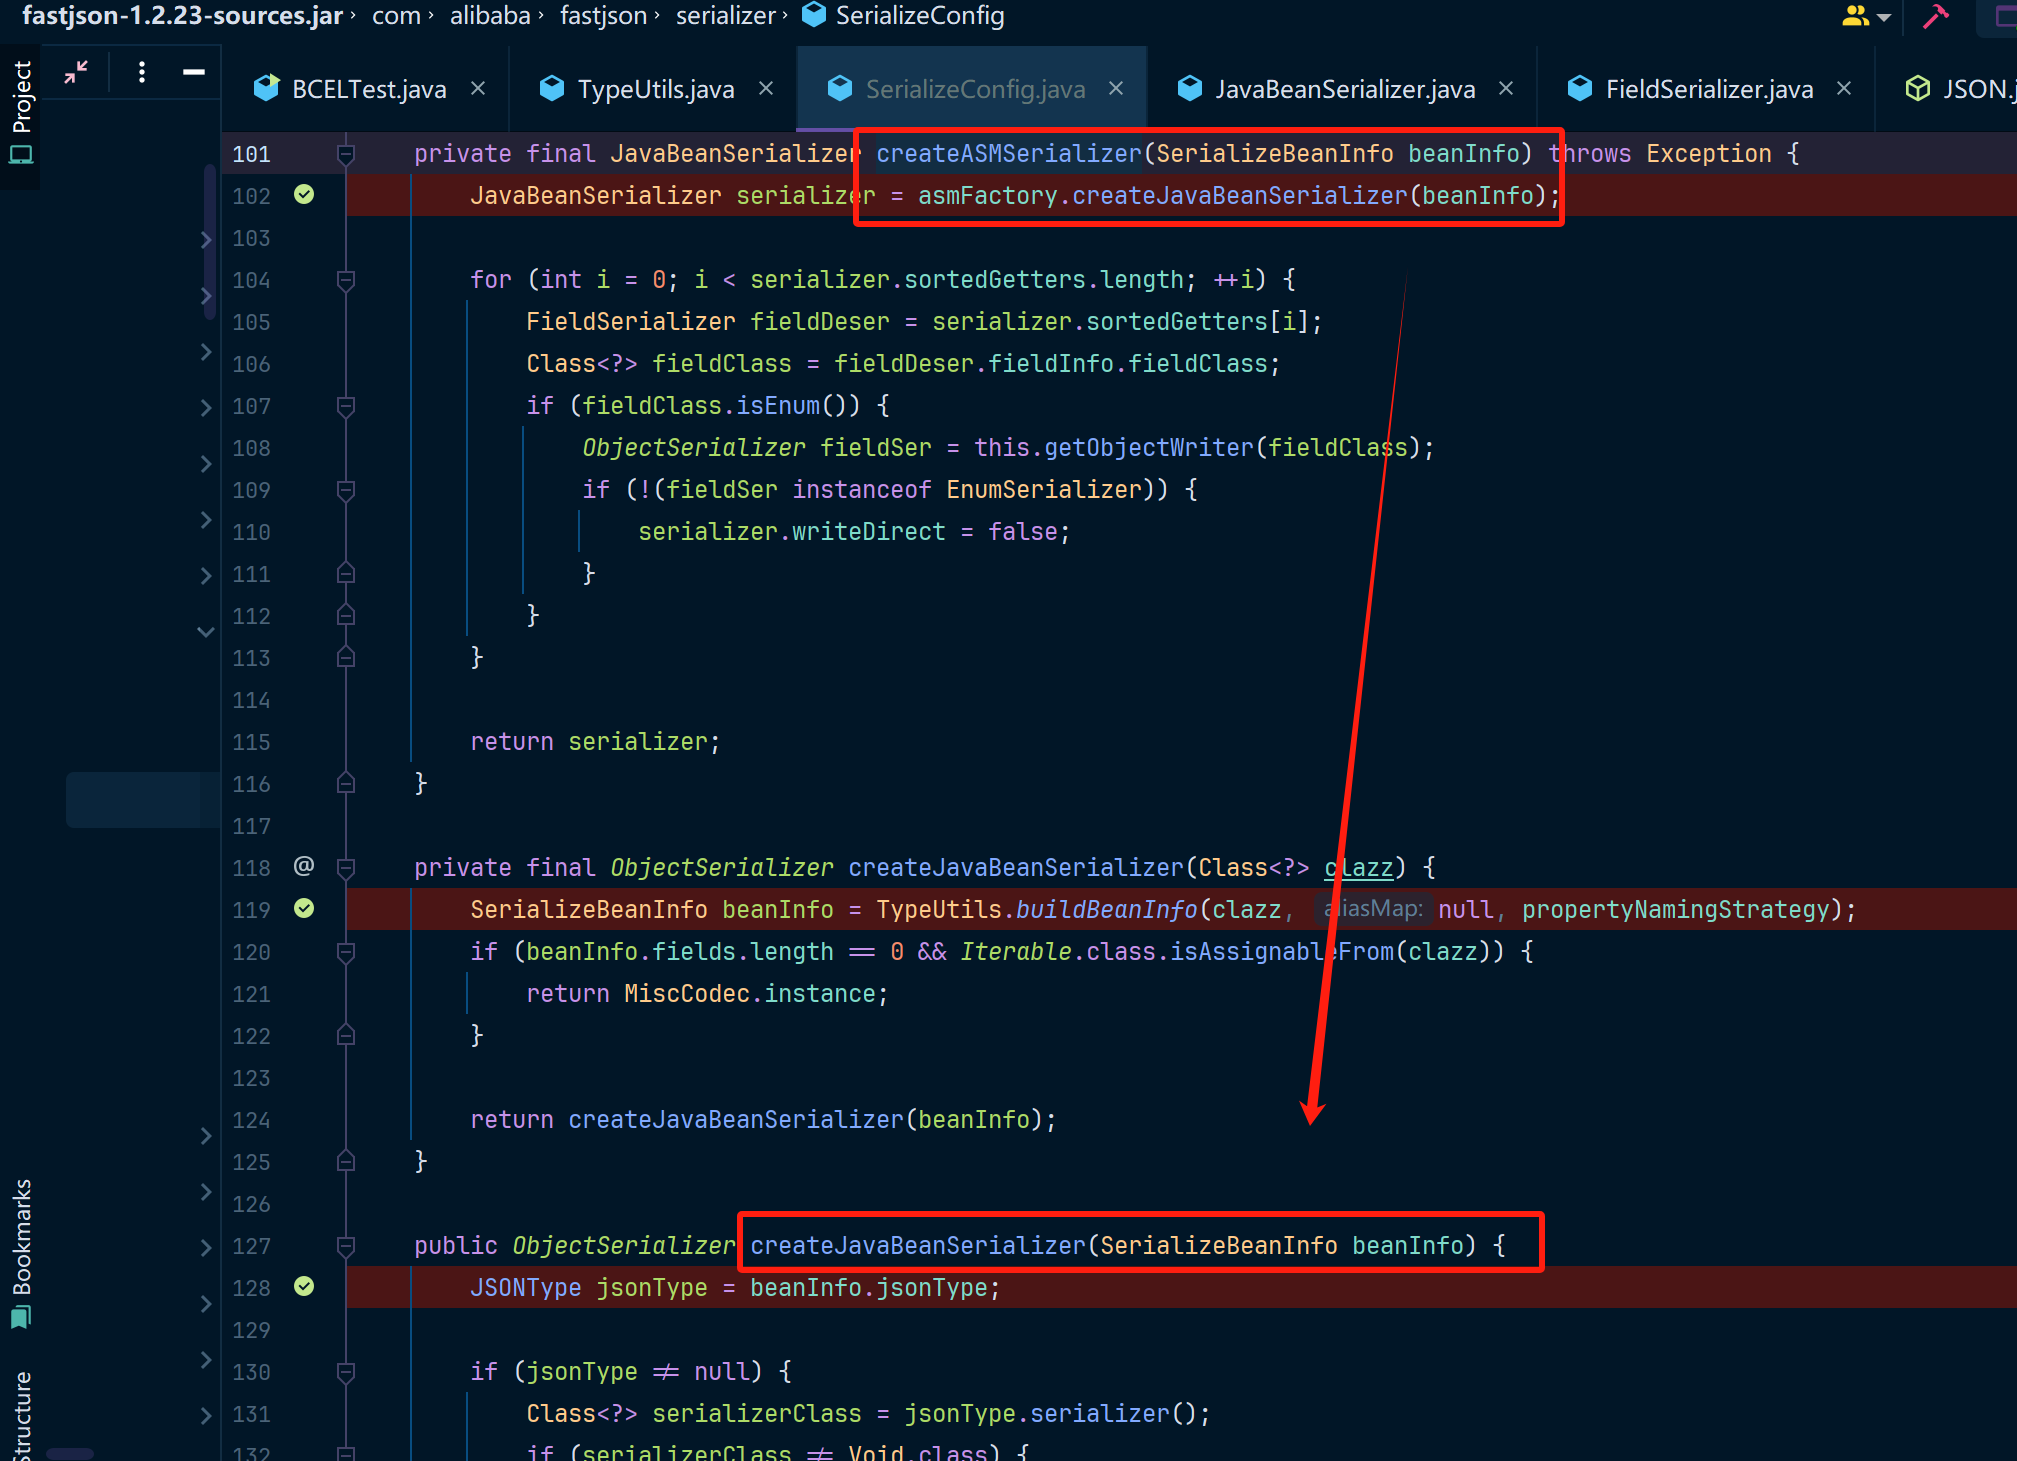 fastjson-1.2.23-sources.jar › com › alibaba › fastjson › serializer › SerializeConfig
Project
BCELTest.java × TypeUtils.java × SerializeConfig.java × JavaBeanSerializer.java × FieldSerializer.java × JSON.j
101 private final JavaBeanSerializer createASMSerializer(SerializeBeanInfo beanInfo) throws Exception {
102 JavaBeanSerializer serializer = asmFactory.createJavaBeanSerializer(beanInfo);
103
104 for (int i = 0; i < serializer.sortedGetters.length; ++i) {
105 FieldSerializer fieldDeser = serializer.sortedGetters[i];
106 Class<?> fieldClass = fieldDeser.fieldInfo.fieldClass;
107 if (fieldClass.isEnum()) {
108 ObjectSerializer fieldSer = this.getObjectWriter(fieldClass);
109 if (!(fieldSer instanceof EnumSerializer)) {
110 serializer.writeDirect = false;
111 }
112 }
113 }
114
115 return serializer;
116 }
117
118 @ private final ObjectSerializer createJavaBeanSerializer(Class<?> clazz) {
119 SerializeBeanInfo beanInfo = TypeUtils.buildBeanInfo(clazz, aliasMap: null, propertyNamingStrategy);
120 if (beanInfo.fields.length == 0 && Iterable.class.isAssignableFrom(clazz)) {
121 return MiscCodec.instance;
122 }
123
124 return createJavaBeanSerializer(beanInfo);
125 }
126
127 public ObjectSerializer createJavaBeanSerializer(SerializeBeanInfo beanInfo) {
128 JSONType jsonType = beanInfo.jsonType;
129
130 if (jsonType != null) {
131 Class<?> serializerClass = jsonType.serializer();
132 if (serializerClass != Void.class) {
Bookmarks
Structure